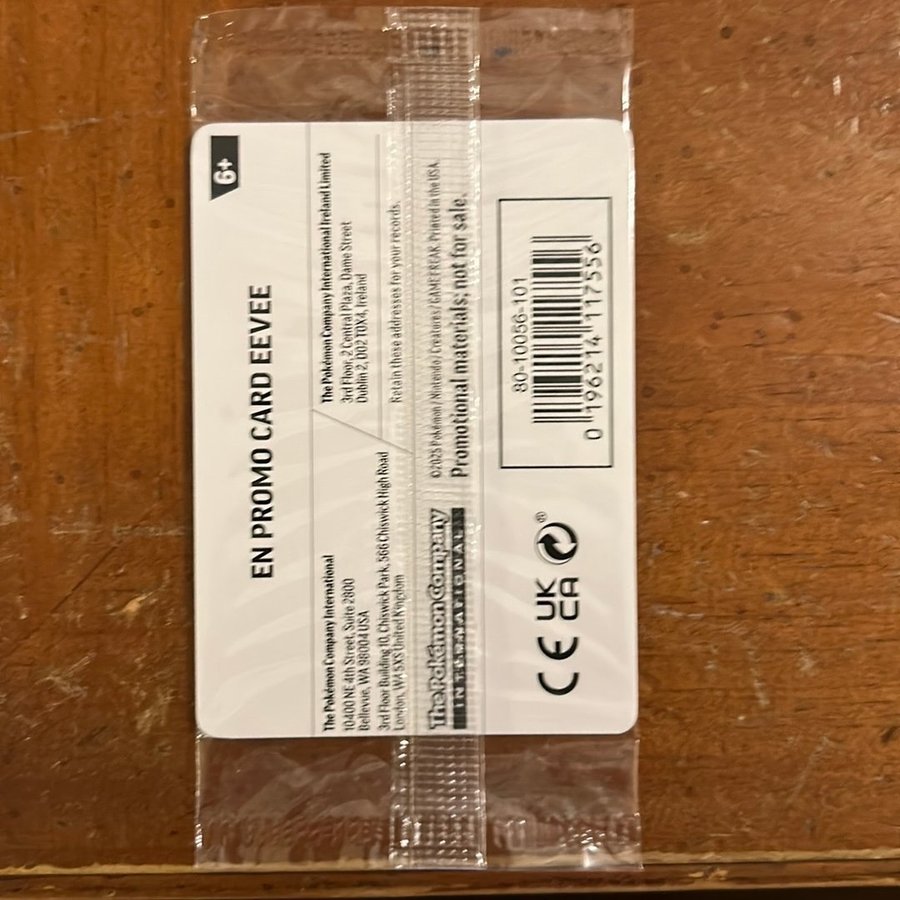 6+
EN PROMO CARD EEVEE
The Pokémon Company International
10400 NE 4th Street, Suite 2800
Bellevue, WA 98004 USA
3rd Floor Building 10, Chiswick Park, 566 Chiswick High Road
London, W4 5XS United Kingdom
The Pokémon Company International Ireland Limited
3rd Floor, 2 Central Plaza, Dame Street
Dublin 2, D02 T0X4, Ireland
Retain these addresses for your records.
The Pokémon Company
INTERNATIONAL
©2025 Pokémon / Nintendo / Creatures / GAME FREAK. Printed in the USA.
Promotional materials; not for sale.
CE
UK
CA
®
80-10056-101
0 196214 117556